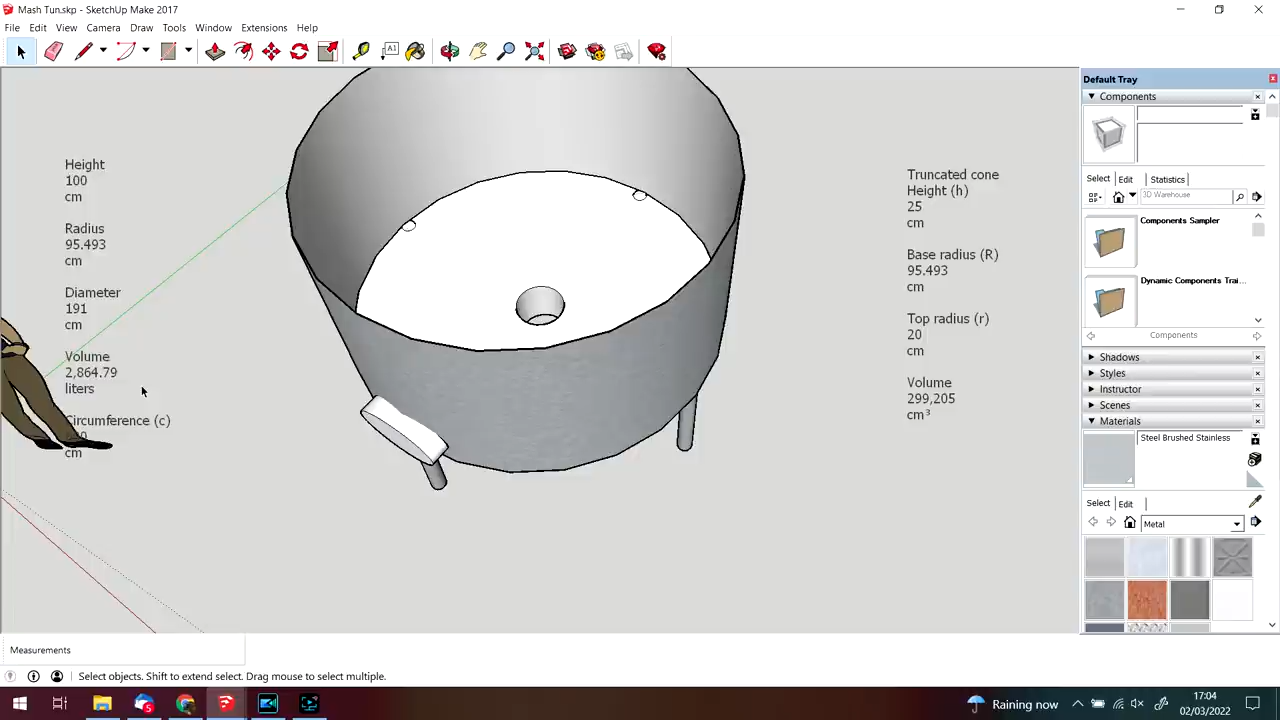 Mash Tun.skp - SketchUp Make 2017
File Edit View Camera Draw Tools Window Extensions Help
A1
Height
100
cm
Radius
95.493
cm
Diameter
191
cm
Volume
2,864.79
liters
Circumference (c)
cm
Truncated cone
Height (h)
25
cm
Base radius (R)
95.493
cm
Top radius (r)
20
cm
Volume
299,205
cm³
Default Tray
Components
Select Edit Statistics
3D Warehouse
Components Sampler
Dynamic Components Trai...
Components
Shadows
Styles
Instructor
Scenes
Materials
Steel Brushed Stainless
Select Edit
Metal
Measurements
Select objects. Shift to extend select. Drag mouse to select multiple.
Raining now
17:04
02/03/2022